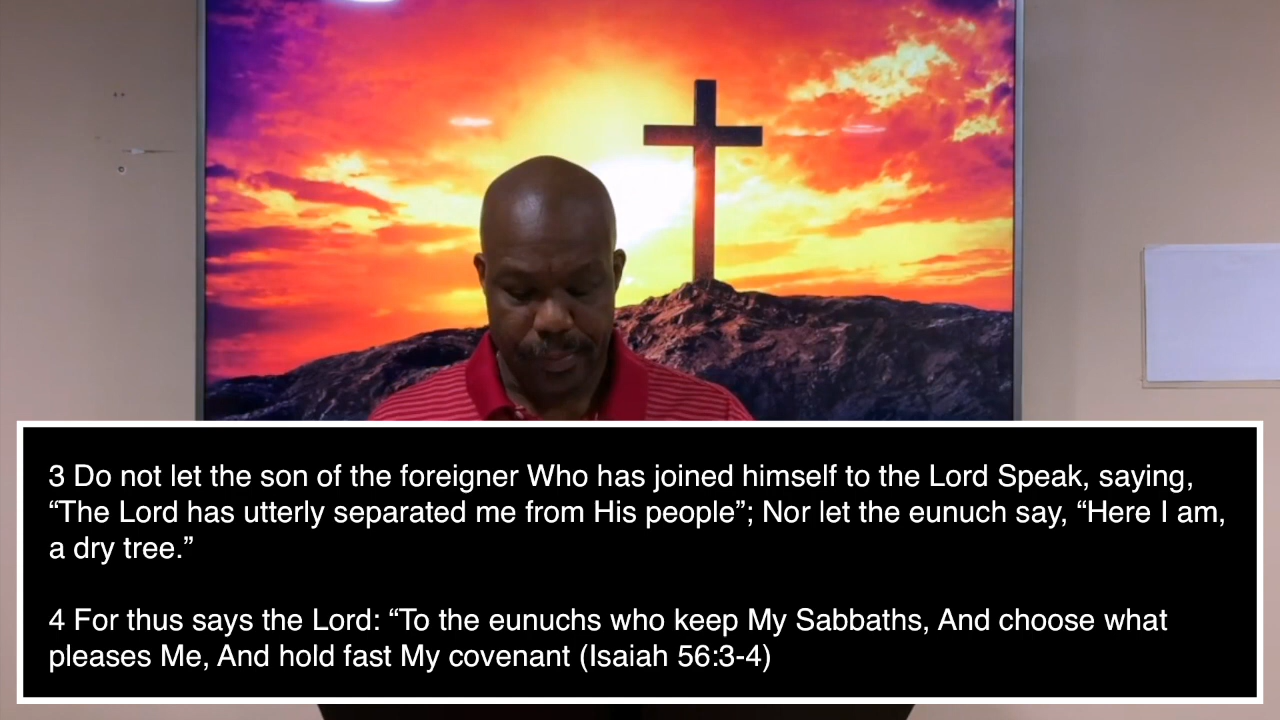 3 Do not let the son of the foreigner Who has joined himself to the Lord Speak, saying,
“The Lord has utterly separated me from His people”; Nor let the eunuch say, “Here I am,
a dry tree.”
4 For thus says the Lord: “To the eunuchs who keep My Sabbaths, And choose what
pleases Me, And hold fast My covenant (Isaiah 56:3-4)